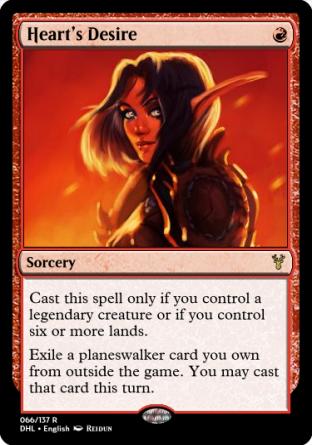 Heart's Desire
Sorcery
Cast this spell only if you control a
legendary creature or if you control
six or more lands.
Exile a planeswalker card you own
from outside the game. You may cast
that card this turn.
066/137 R
DHL • English Reidun